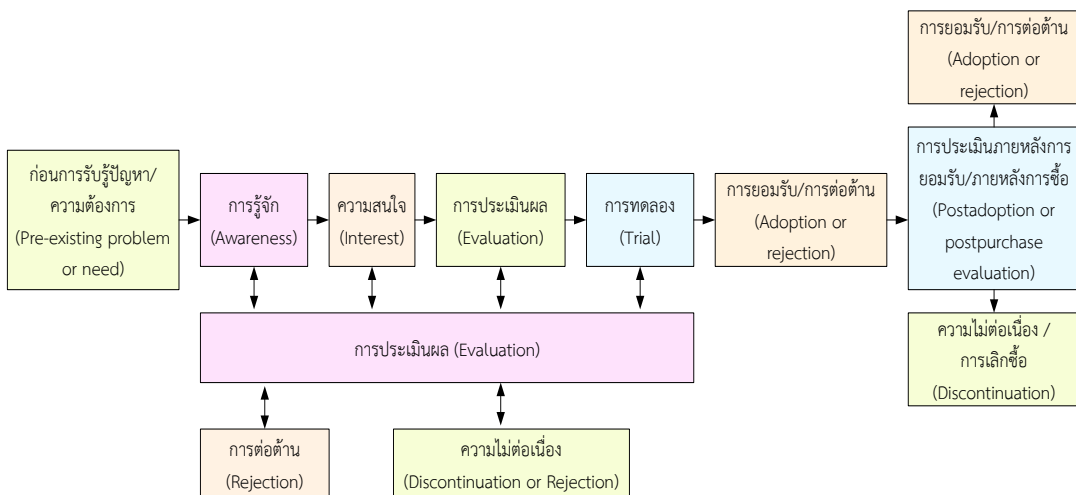 การยอมรับ/การต่อต้าน
(Adoption or
rejection)
ก่อนการรับรู้ปัญหา/
ความต้องการ
(Pre-existing problem
or need)
การรู้จัก
(Awareness)
ความสนใจ
(Interest)
การประเมินผล
(Evaluation)
การทดลอง
(Trial)
การยอมรับ/การต่อต้าน
(Adoption or
rejection)
การประเมินภายหลังการ
ยอมรับ/ภายหลังการซื้อ
(Postadoption or
postpurchase
evaluation)
การประเมินผล (Evaluation)
ความไม่ต่อเนื่อง /
การเลิกซื้อ
(Discontinuation)
การต่อต้าน
(Rejection)
ความไม่ต่อเนื่อง
(Discontinuation or Rejection)